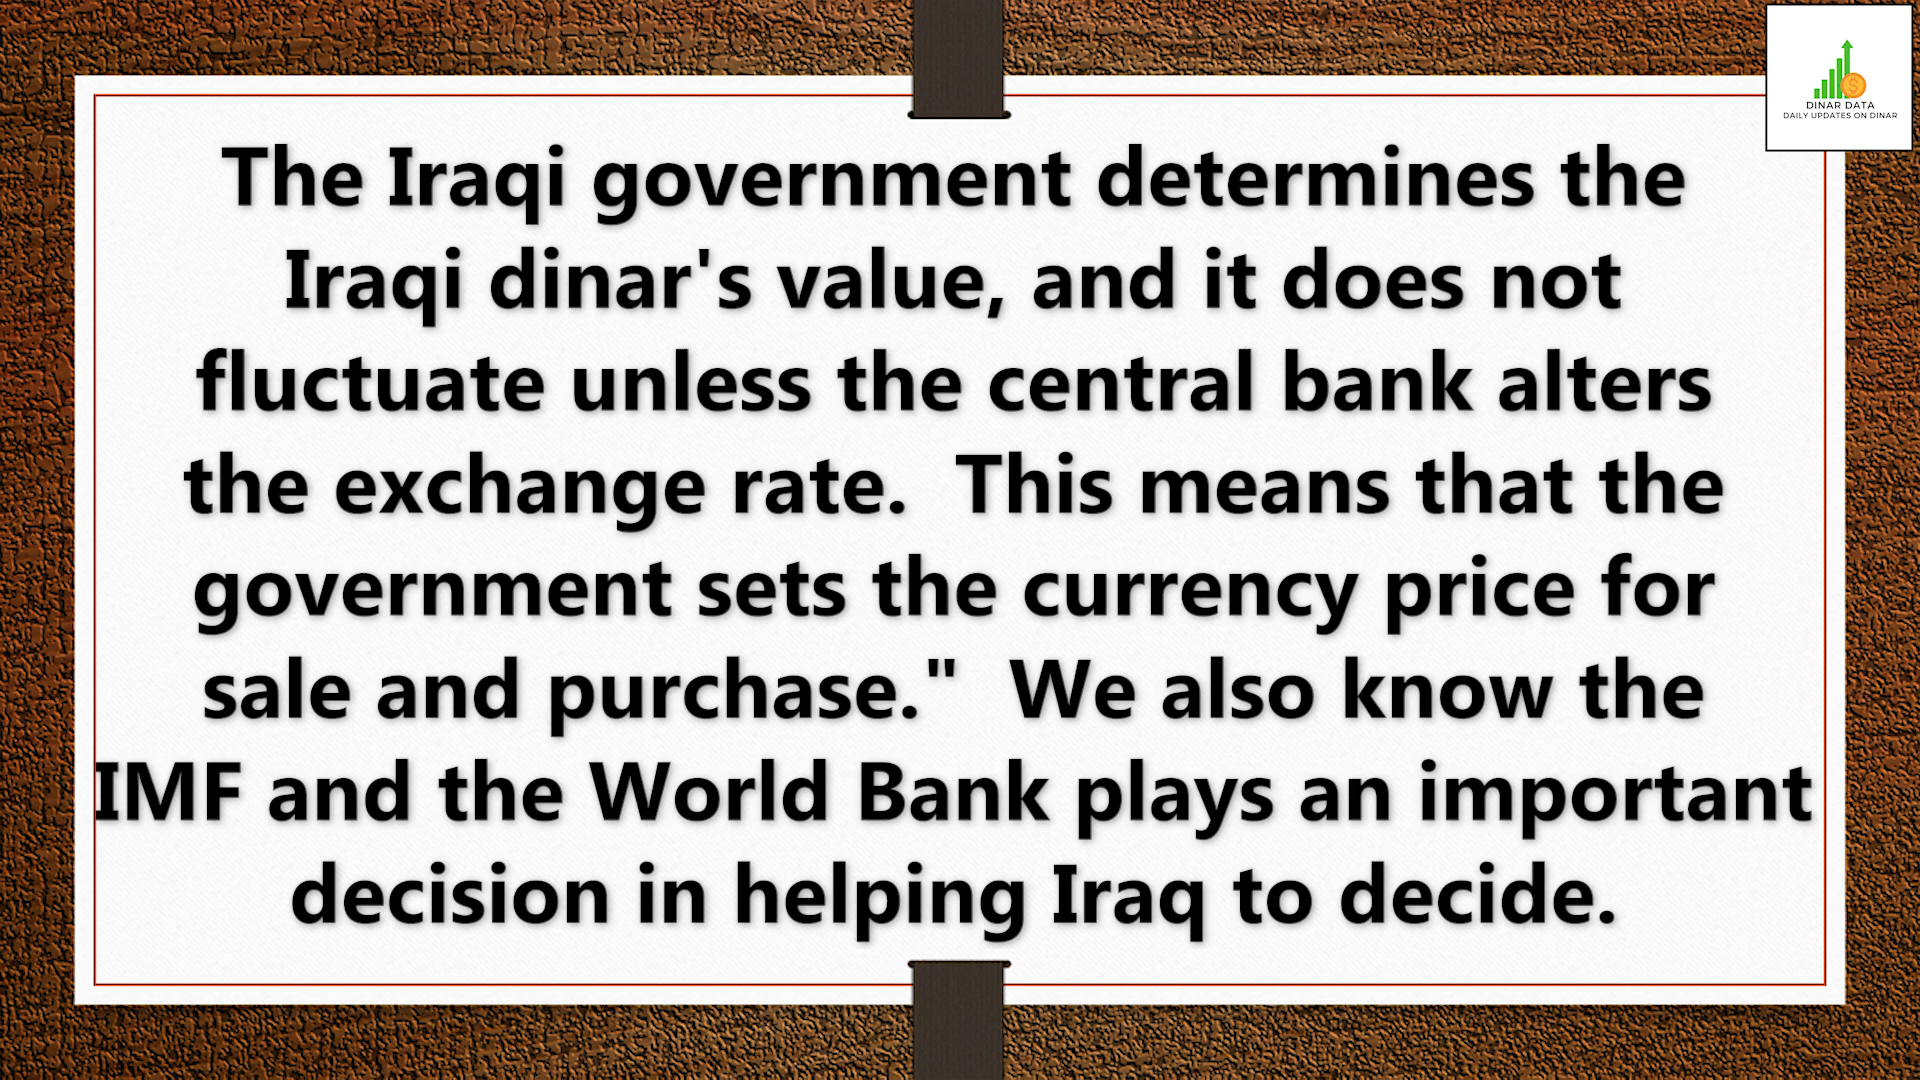 DINAR DATA
DAILY UPDATES ON DINAR
The Iraqi government determines the
Iraqi dinar's value, and it does not
fluctuate unless the central bank alters
the exchange rate.  This means that the
government sets the currency price for
sale and purchase."  We also know the
IMF and the World Bank plays an important
decision in helping Iraq to decide.